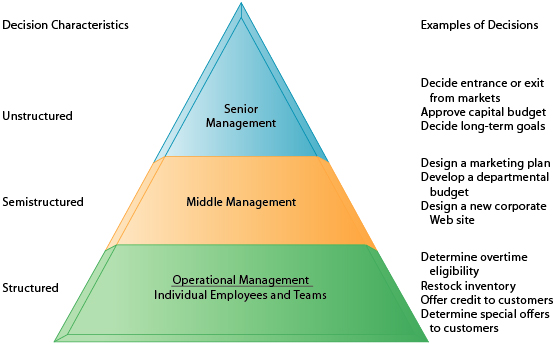 Decision Characteristics
Examples of Decisions
Unstructured
Senior
Management
Decide entrance or exit
from markets
Approve capital budget
Decide long-term goals
Semistructured
Middle Management
Design a marketing plan
Develop a departmental
budget
Design a new corporate
Web site
Structured
Operational Management
Individual Employees and Teams
Determine overtime
eligibility
Restock inventory
Offer credit to customers
Determine special offers
to customers